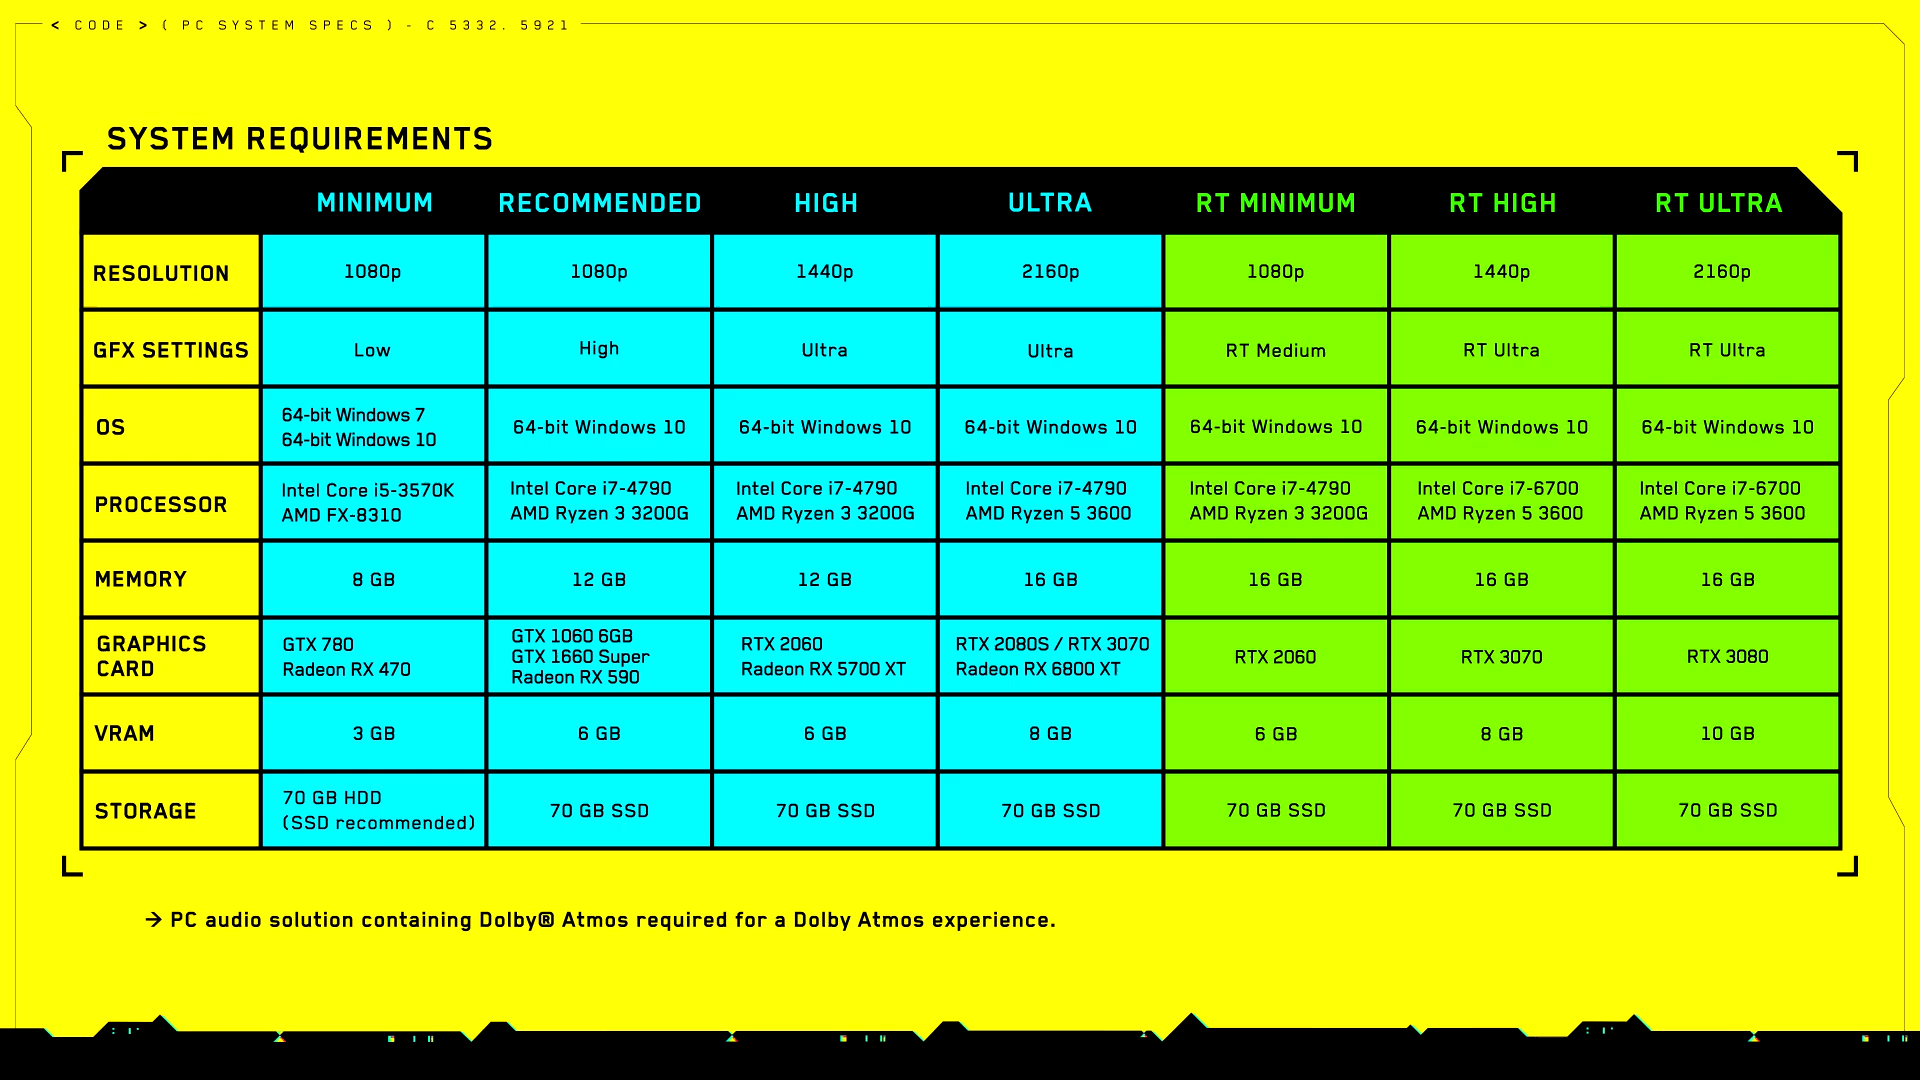 < CODE > ( PC SYSTEM SPECS ) - C 5332. 5921
SYSTEM REQUIREMENTS
MINIMUM RECOMMENDED HIGH ULTRA RT MINIMUM RT HIGH RT ULTRA
RESOLUTION 1080p 1080p 1440p 2160p 1080p 1440p 2160p
GFX SETTINGS Low High Ultra Ultra RT Medium RT Ultra RT Ultra
OS 64-bit Windows 7
64-bit Windows 10 64-bit Windows 10 64-bit Windows 10 64-bit Windows 10 64-bit Windows 10 64-bit Windows 10 64-bit Windows 10
PROCESSOR Intel Core i5-3570K Intel Core i7-4790 Intel Core i7-4790 Intel Core i7-4790 Intel Core i7-4790 Intel Core i7-6700 Intel Core i7-6700
AMD FX-8310 AMD Ryzen 3 3200G AMD Ryzen 3 3200G AMD Ryzen 5 3600 AMD Ryzen 3 3200G AMD Ryzen 5 3600 AMD Ryzen 5 3600
MEMORY 8 GB 12 GB 12 GB 16 GB 16 GB 16 GB 16 GB
GRAPHICS CARD GTX 780 GTX 1060 6GB RTX 2060 RTX 2080S / RTX 3070 RTX 2060 RTX 3070 RTX 3080
GTX 1660 Super
Radeon RX 470 Radeon RX 590 Radeon RX 5700 XT Radeon RX 6800 XT
VRAM 3 GB 6 GB 6 GB 8 GB 6 GB 8 GB 10 GB
STORAGE 70 GB HDD 70 GB SSD 70 GB SSD 70 GB SSD 70 GB SSD 70 GB SSD 70 GB SSD
(SSD recommended)
→ PC audio solution containing Dolby® Atmos required for a Dolby Atmos experience.